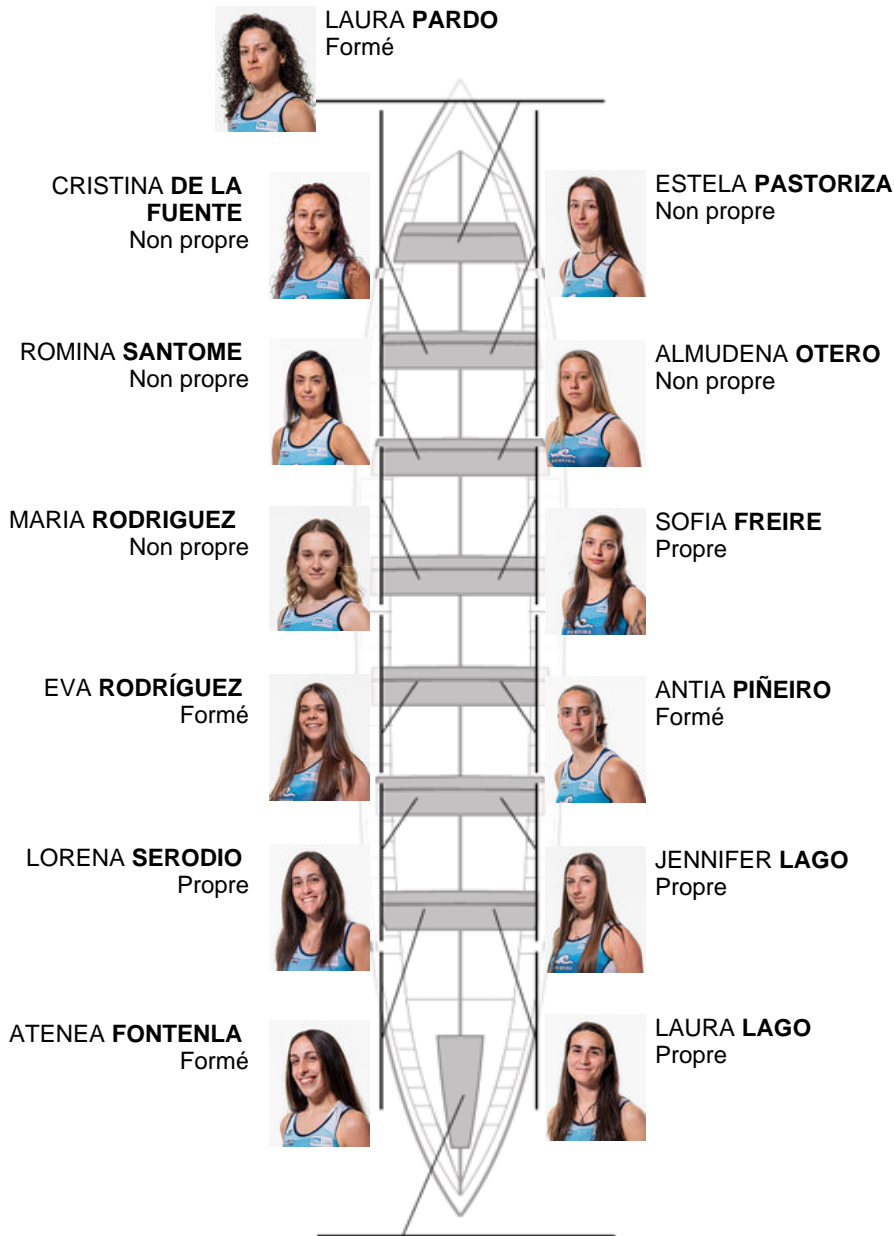 LAURA PARDO
Formé
CRISTINA DE LA
FUENTE
Non propre
ESTELA PASTORIZA
Non propre
ROMINA SANTOME
Non propre
ALMUDENA OTERO
Non propre
MARIA RODRIGUEZ
Non propre
SOFIA FREIRE
Propre
EVA RODRÍGUEZ
Formé
ANTIA PIÑEIRO
Formé
LORENA SERODIO
Propre
JENNIFER LAGO
Propre
ATENEA FONTENLA
Formé
LAURA LAGO
Propre